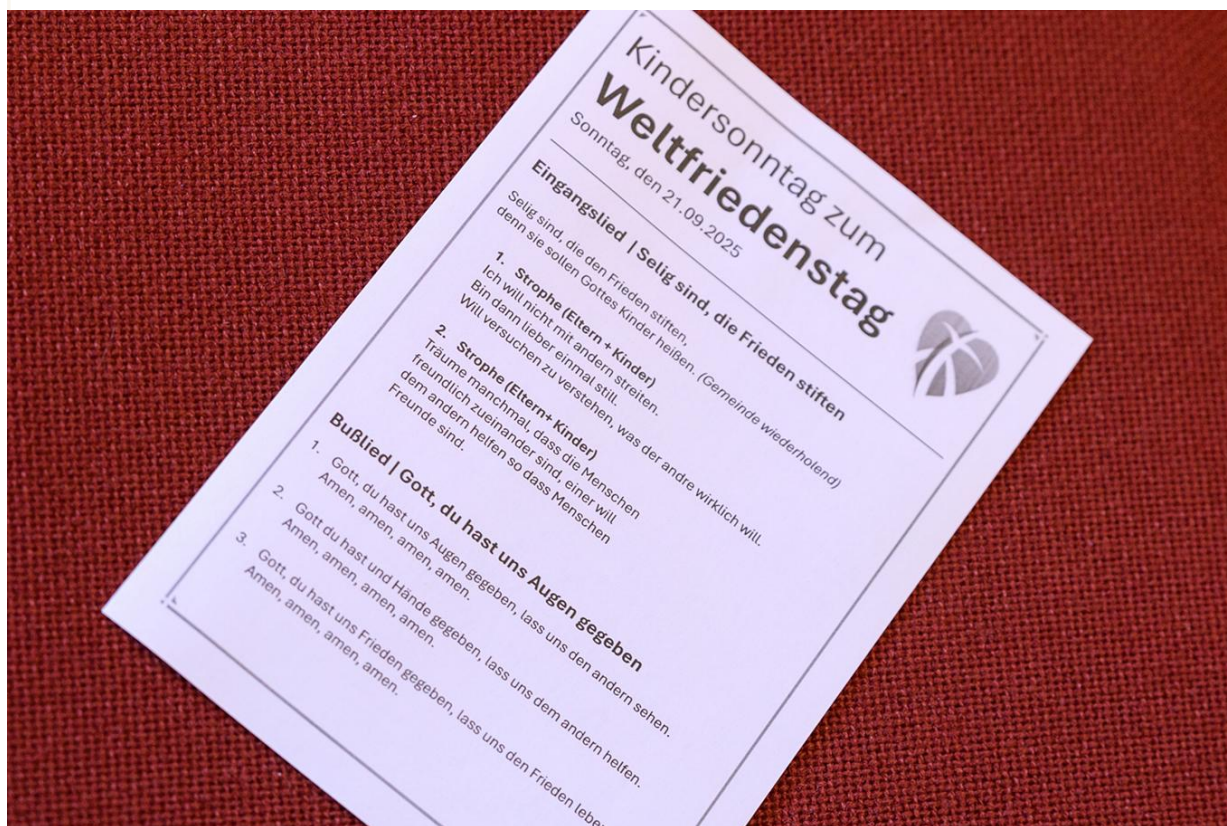 Kindersonntag zum
Weltfriedenstag
Sonntag, den 21.09.2025
Eingangslied | Selig sind, die Frieden stiften
Selig sind, die den Frieden stiften,
denn sie sollen Gottes Kinder heißen. (Gemeinde wiederholend)
1. Strophe (Eltern + Kinder)
Ich will nicht mit andern streiten.
Bin dann lieber einmal still.
Will versuchen zu verstehen, was der andre wirklich will.
2. Strophe (Eltern+ Kinder)
Träume manchmal, dass die Menschen
freundlich zueinander sind, einer will
dem andern helfen so dass Menschen
Freunde sind.
Bußlied | Gott, du hast uns Augen gegeben
1. Gott, du hast uns Augen gegeben, lass uns den andern sehen.
Amen, amen, amen, amen.
2. Gott du hast und Hände gegeben, lass uns dem andern helfen.
Amen, amen, amen, amen.
3. Gott, du hast uns Frieden gegeben, lass uns den Frieden
Amen, amen, amen, amen.